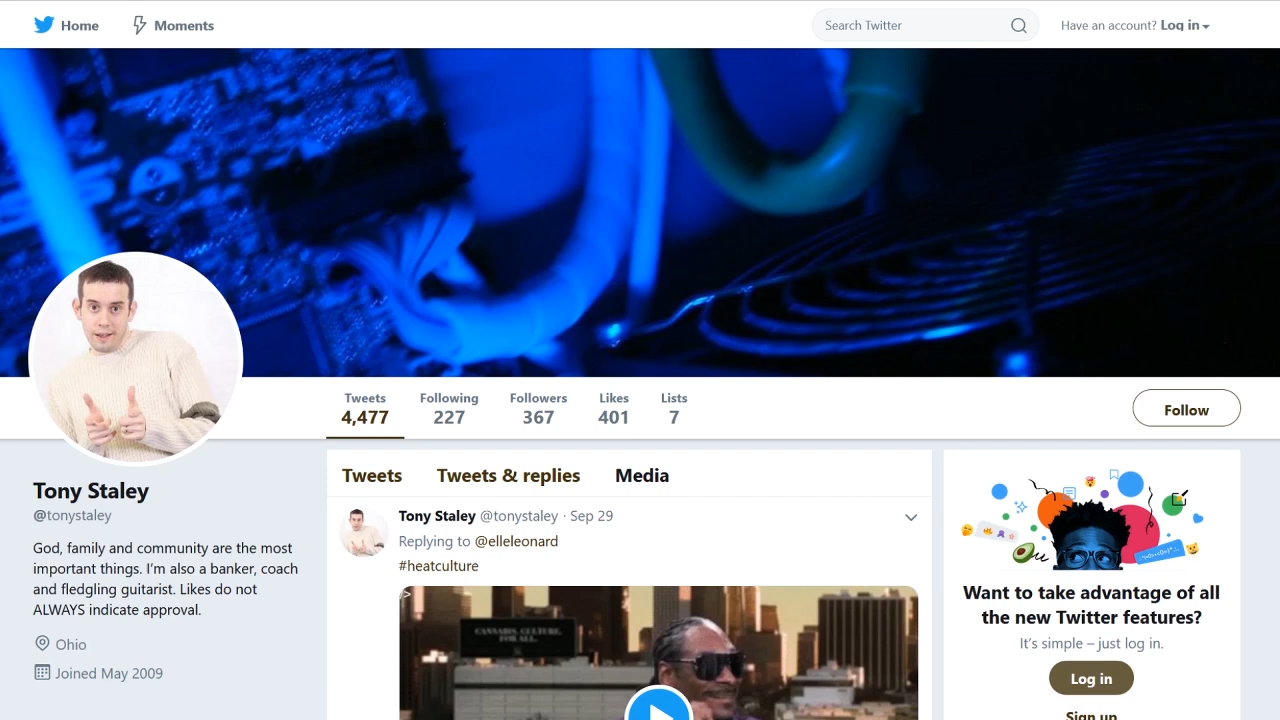 Home
Moments
Search Twitter
Have an account? Log in
Tweets
4,477
Following
227
Followers
367
Likes
401
Lists
7
Follow
Tony Staley
@tonystaley
God, family and community are the most
important things. I'm also a banker, coach
and fledgling guitarist. Likes do not
ALWAYS indicate approval.
Ohio
Joined May 2009
Tweets
Tweets & replies
Media
Tony Staley @tonystaley · Sep 29
Replying to @elleleonard
#heatculture
>
CANNABIS. CULTURE.
FOR ALL.
Want to take advantage of all
the new Twitter features?
It's simple – just log in.
Log in
Sign up